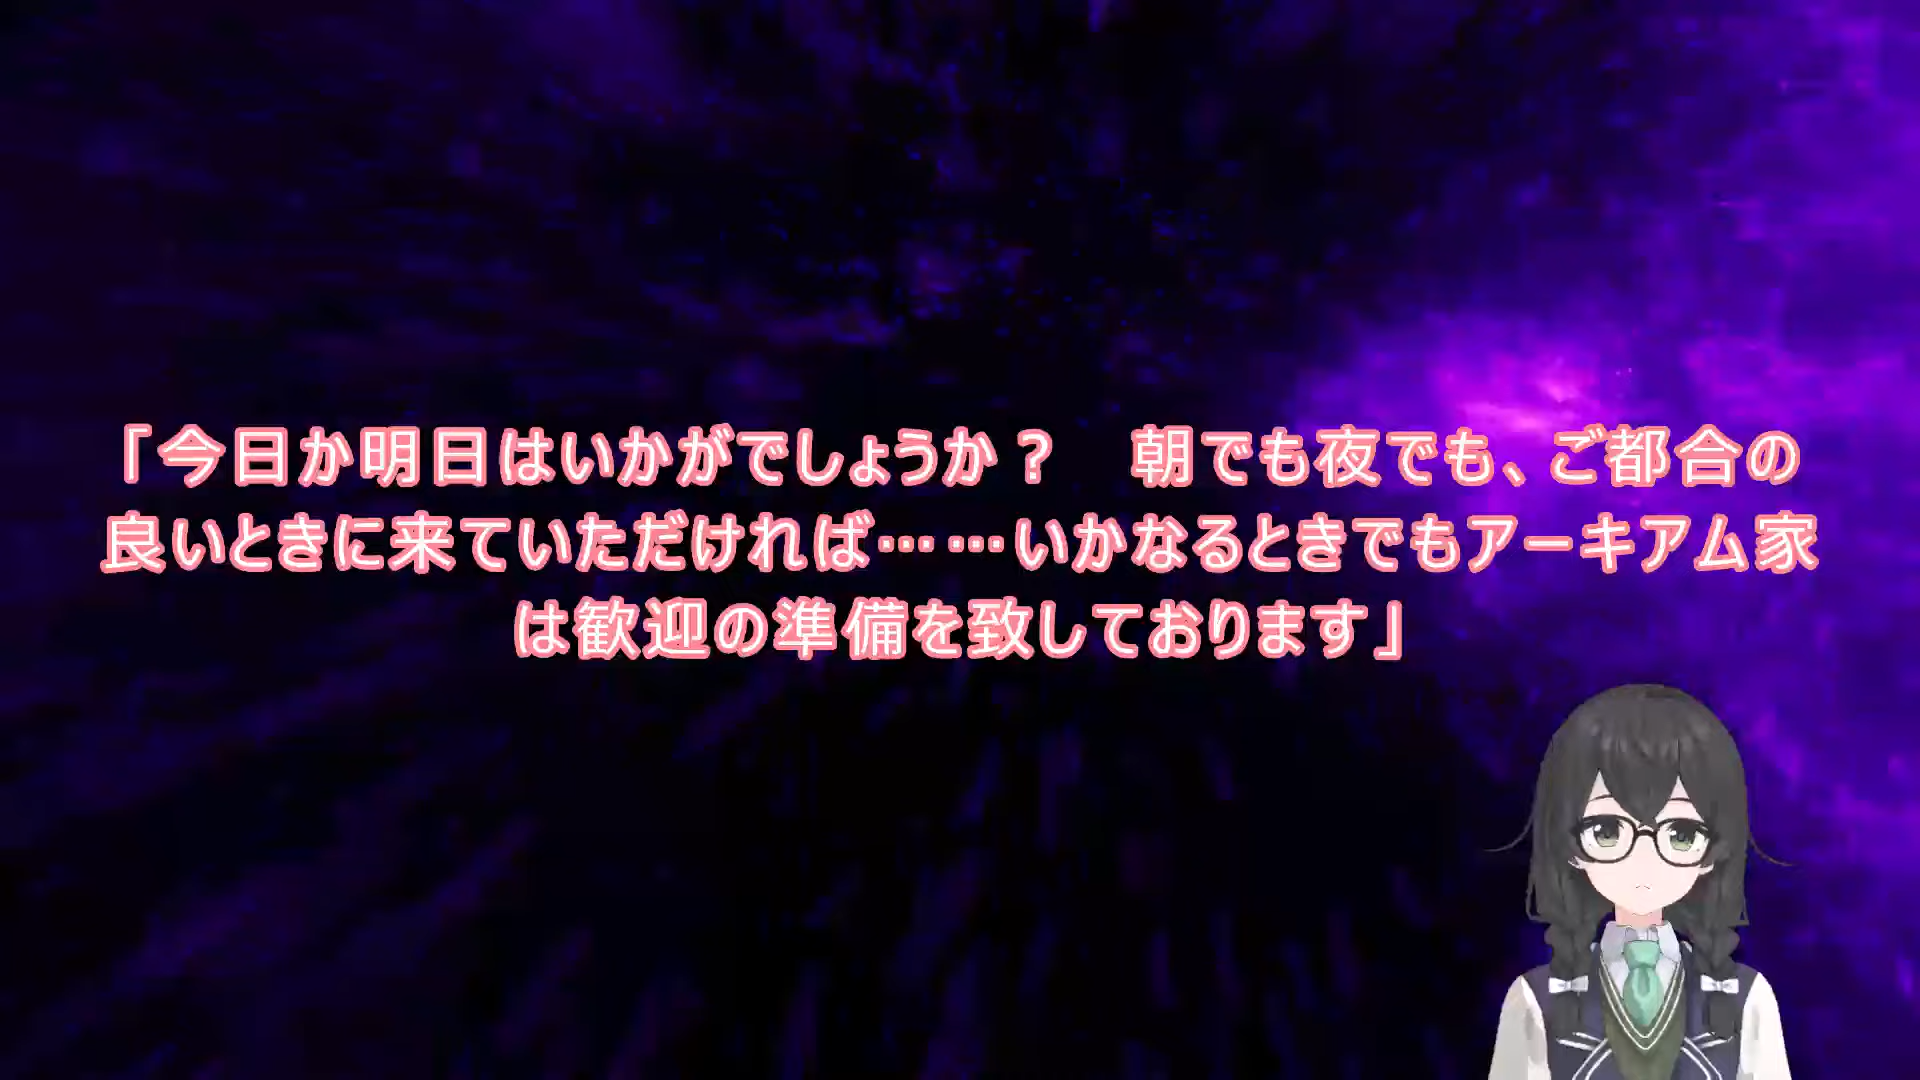 「今日か明日はいかがでしょうか？　朝でも夜でも、ご都合の
良いときに来ていただければ……いかなるときでもアーキアム家
は歓迎の準備を致しております」